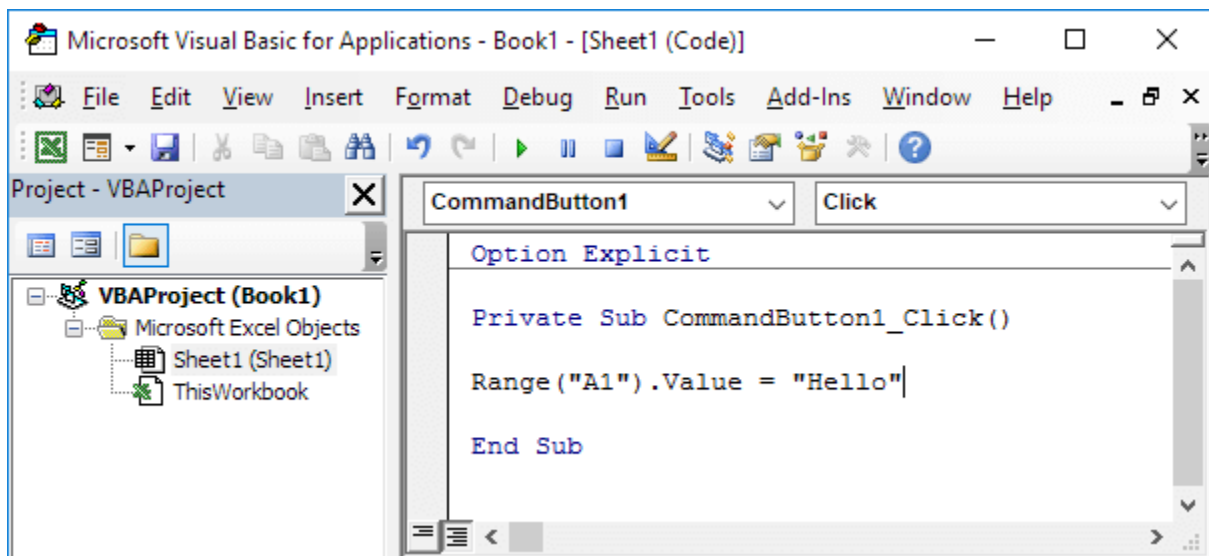 Microsoft Visual Basic for Applications - Book1 - [Sheet1 (Code)]
File Edit View Insert Format Debug Run Tools Add-Ins Window Help
Project - VBAProject
CommandButton1 Click
VBAProject (Book1)
Microsoft Excel Objects
Sheet1 (Sheet1)
ThisWorkbook
Option Explicit
Private Sub CommandButton1_Click()
Range("A1").Value = "Hello"
End Sub